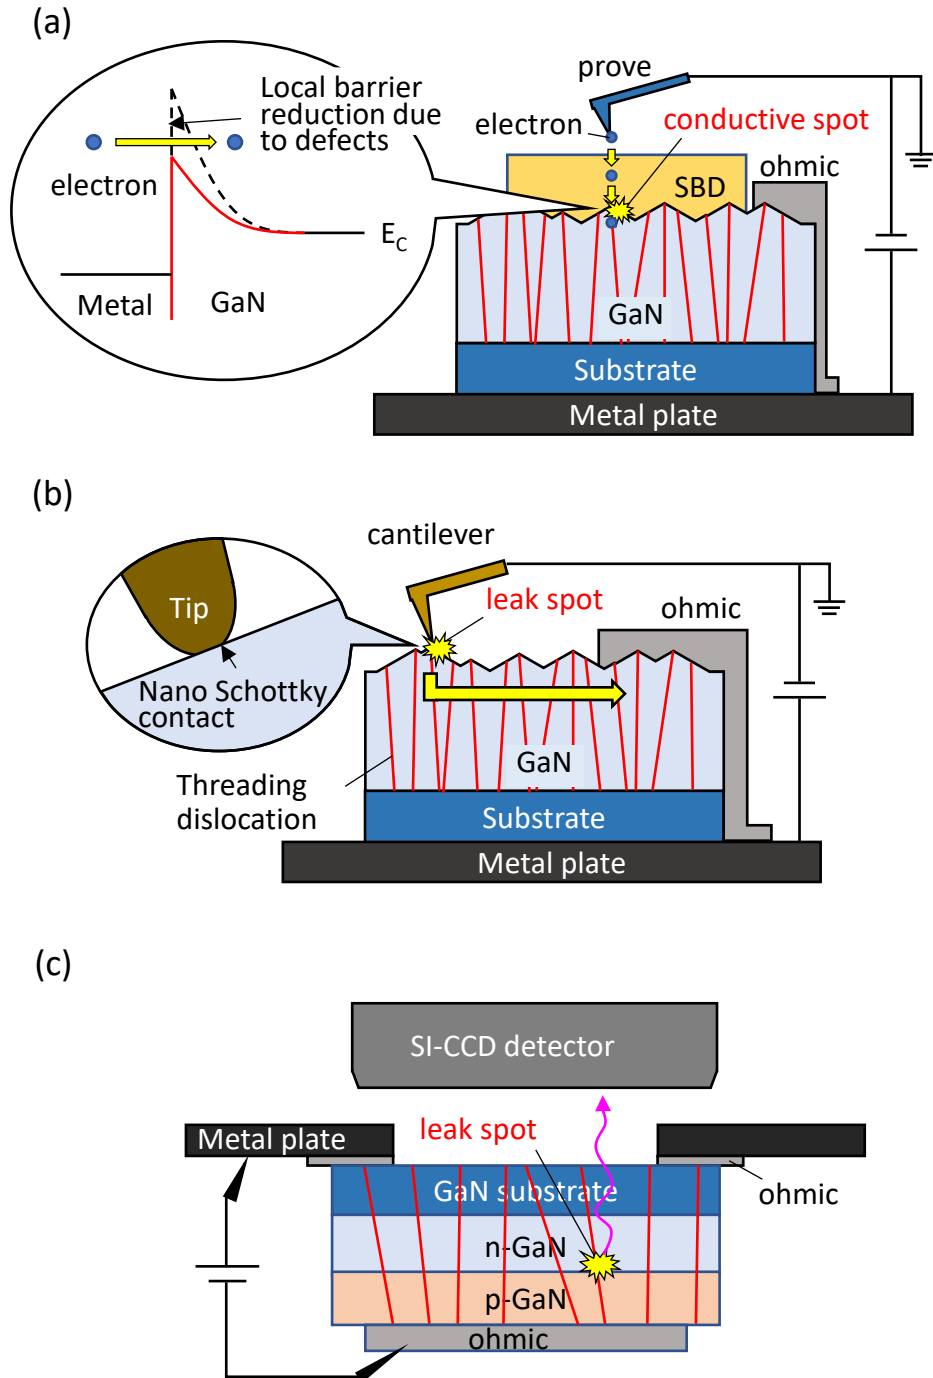 (a)
Local barrier
reduction due
to defects
electron
E_C
Metal
GaN
prove
electron
conductive spot
SBD
ohmic
GaN
Substrate
Metal plate
(b)
cantilever
Tip
leak spot
ohmic
Nano Schottky
contact
GaN
Threading
dislocation
Substrate
Metal plate
(c)
SI-CCD detector
Metal plate
leak spot
GaN substrate
ohmic
n-GaN
p-GaN
ohmic